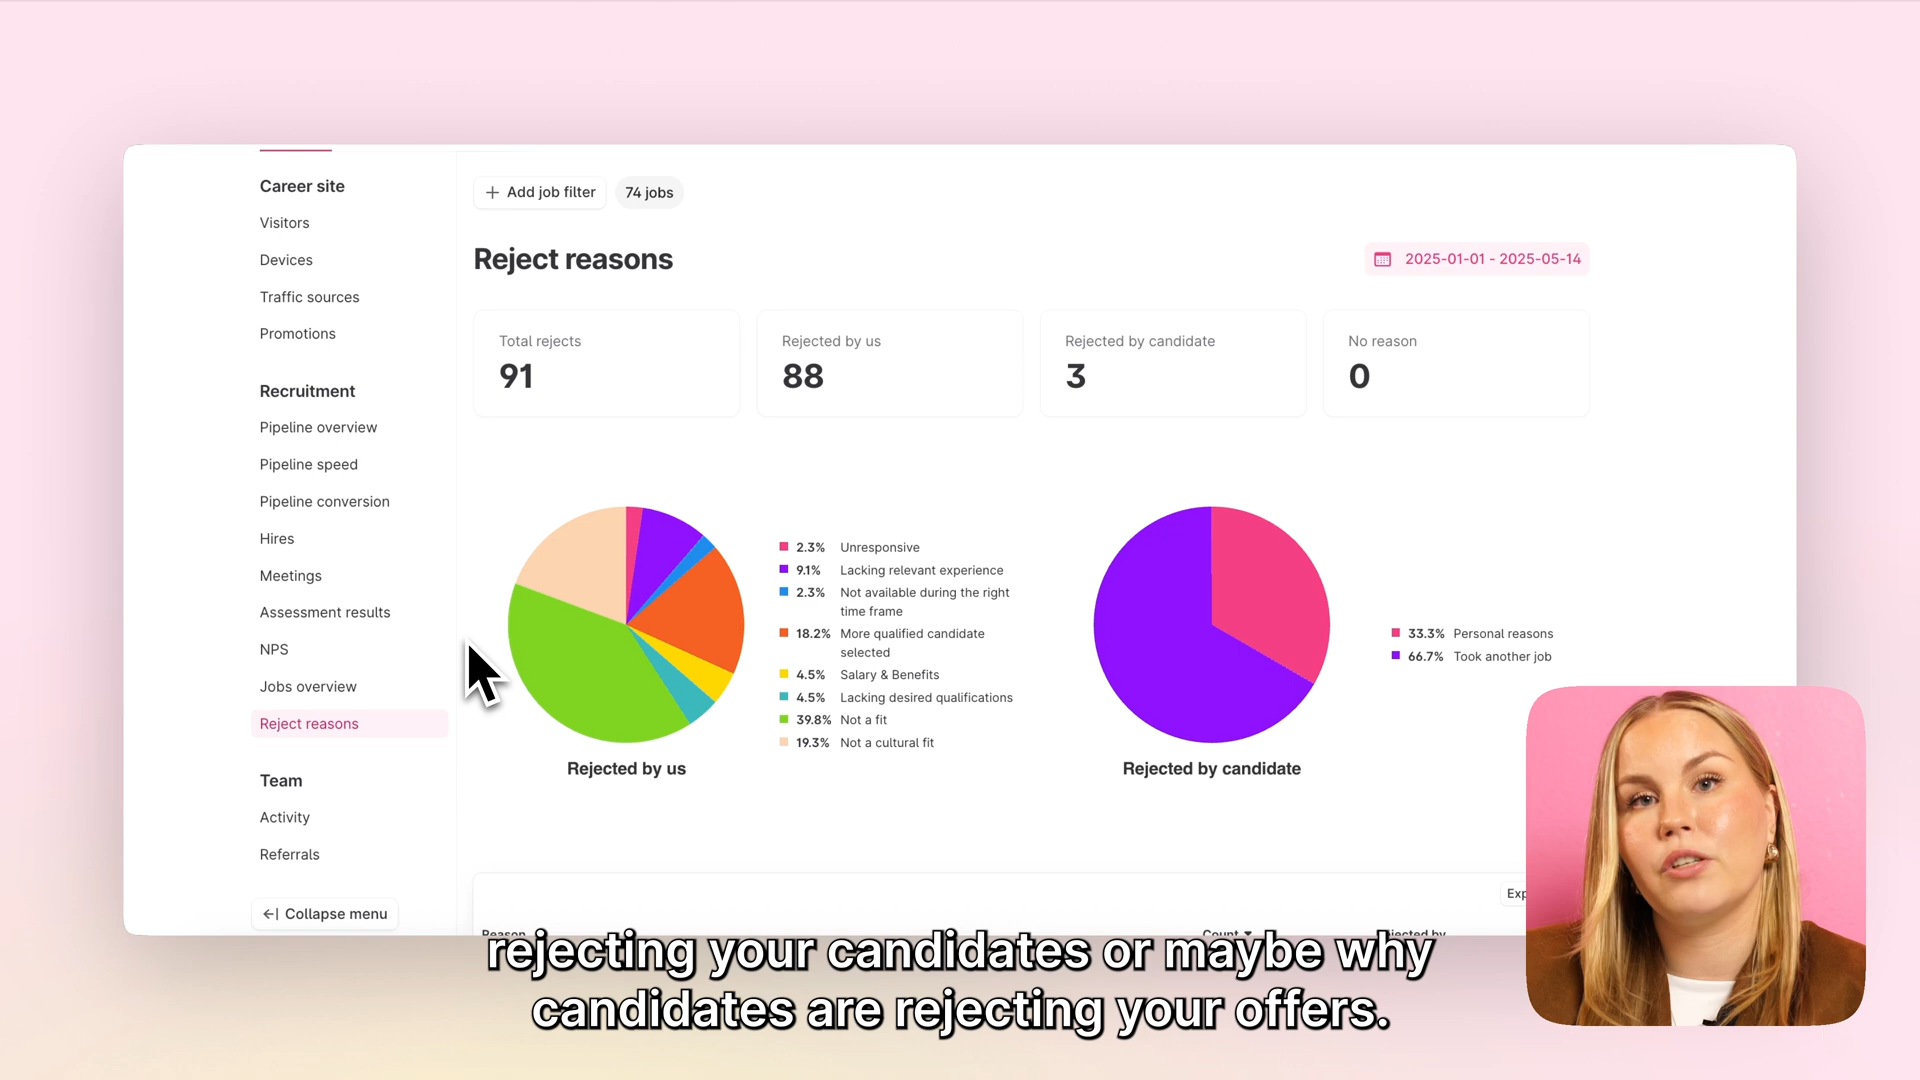 Career site
Visitors
Devices
Traffic sources
Promotions
Recruitment
Pipeline overview
Pipeline speed
Pipeline conversion
Hires
Meetings
Assessment results
NPS
Jobs overview
Reject reasons
Team
Activity
Referrals
Collapse menu
Add job filter
74 jobs
Reject reasons
2025-01-01 - 2025-05-14
Total rejects
91
Rejected by us
88
Rejected by candidate
3
No reason
0
2.3% Unresponsive
9.1% Lacking relevant experience
2.3% Not available during the right
time frame
18.2% More qualified candidate
selected
4.5% Salary & Benefits
4.5% Lacking desired qualifications
39.8% Not a fit
19.3% Not a cultural fit
Rejected by us
33.3% Personal reasons
66.7% Took another job
Rejected by candidate
Exp
Reason Count
rejecting your candidates or maybe why
candidates are rejecting your offers.